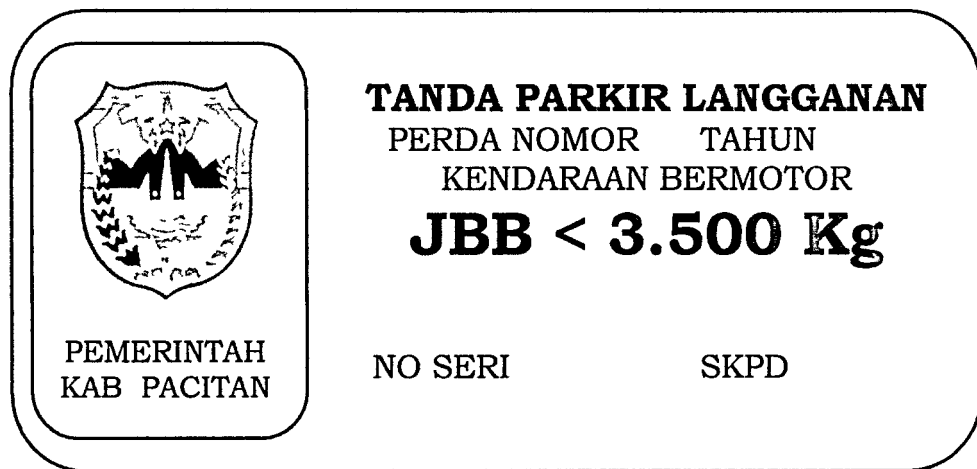 TANDA PARKIR LANGGANAN
PERDA NOMOR TAHUN
KENDARAAN BERMOTOR
JBB < 3.500 Kg
PEMERINTAH
KAB PACITAN
NO SERI SKPD